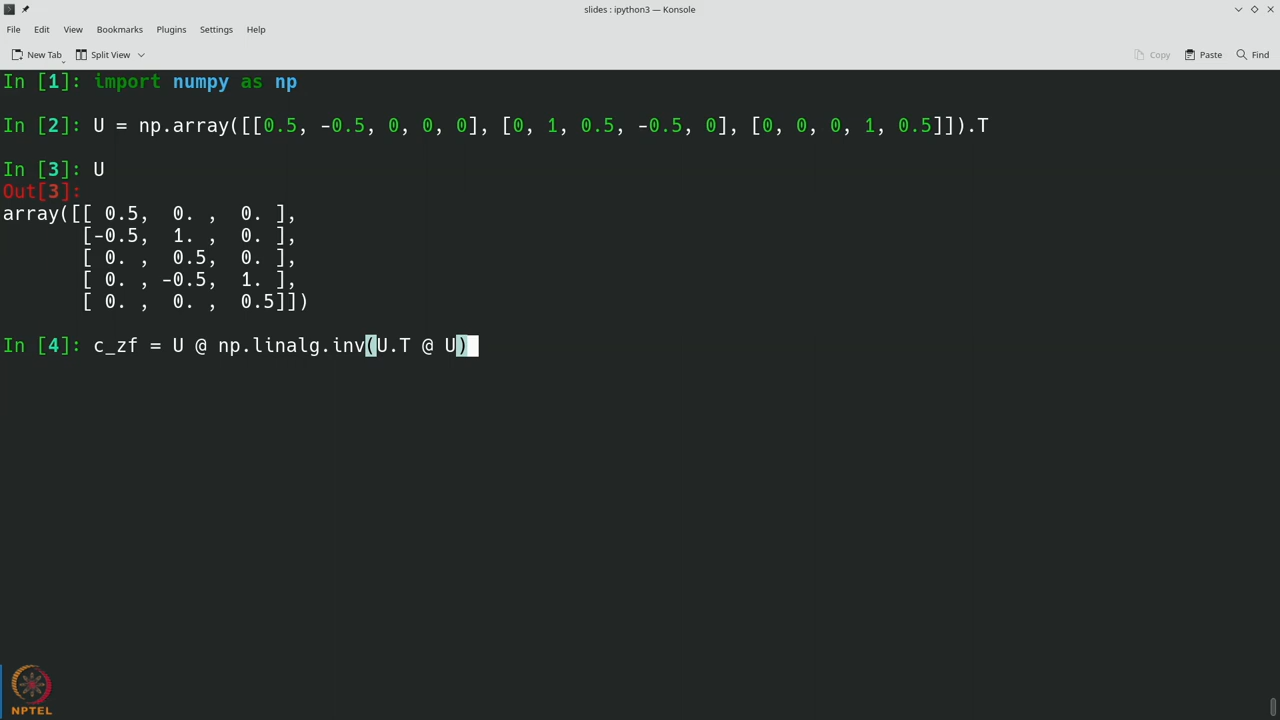 slides : ipython3 — Konsole
File Edit View Bookmarks Plugins Settings Help
New Tab Split View Copy Paste Find
In [1]: import numpy as np
In [2]: U = np.array([[0.5, -0.5, 0, 0, 0], [0, 1, 0.5, -0.5, 0], [0, 0, 0, 1, 0.5]]).T
In [3]: U
Out[3]:
array([[ 0.5,  0. ,  0. ],
       [-0.5,  1. ,  0. ],
       [ 0. ,  0.5,  0. ],
       [ 0. , -0.5,  1. ],
       [ 0. ,  0. ,  0.5]])
In [4]: c_zf = U @ np.linalg.inv(U.T @ U)
NPTEL